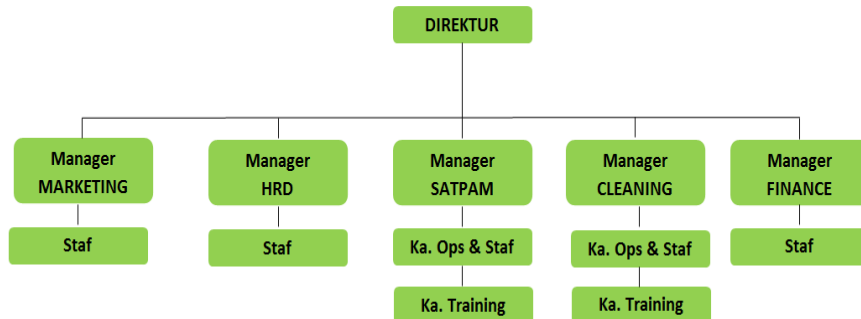 DIREKTUR
Manager
MARKETING
Manager
HRD
Manager
SATPAM
Manager
CLEANING
Manager
FINANCE
Staf
Staf
Ka. Ops & Staf
Ka. Ops & Staf
Staf
Ka. Training
Ka. Training